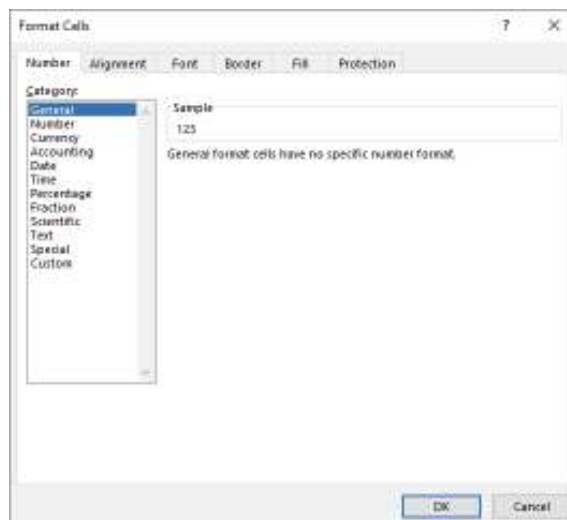 Format Cells ? ×
Number Alignment Font Border Fill Protection
Category:
General
Number
Currency
Accounting
Date
Time
Percentage
Fraction
Scientific
Text
Special
Custom
Sample
123
General format cells have no specific number format.
OK Cancel